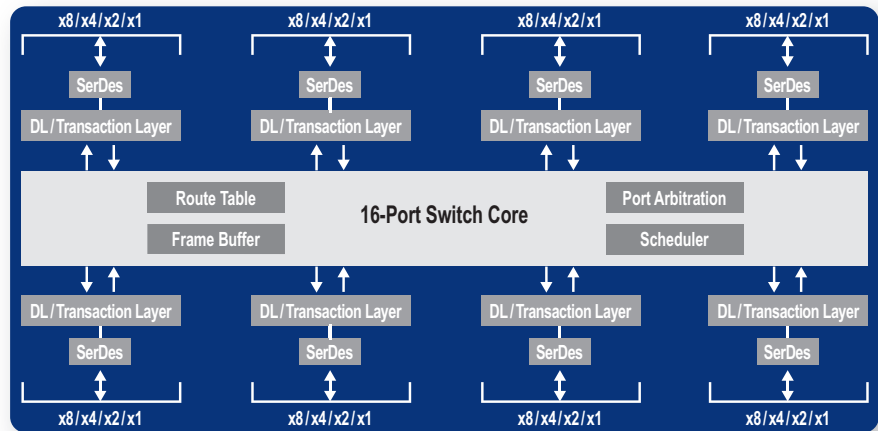 x8/x4/x2/x1 x8/x4/x2/x1 x8/x4/x2/x1 x8/x4/x2/x1
SerDes SerDes SerDes SerDes
DL/Transaction Layer DL/Transaction Layer DL/Transaction Layer DL/Transaction Layer
Route Table Port Arbitration
16-Port Switch Core
Frame Buffer Scheduler
DL/Transaction Layer DL/Transaction Layer DL/Transaction Layer DL/Transaction Layer
SerDes SerDes SerDes SerDes
x8/x4/x2/x1 x8/x4/x2/x1 x8/x4/x2/x1 x8/x4/x2/x1